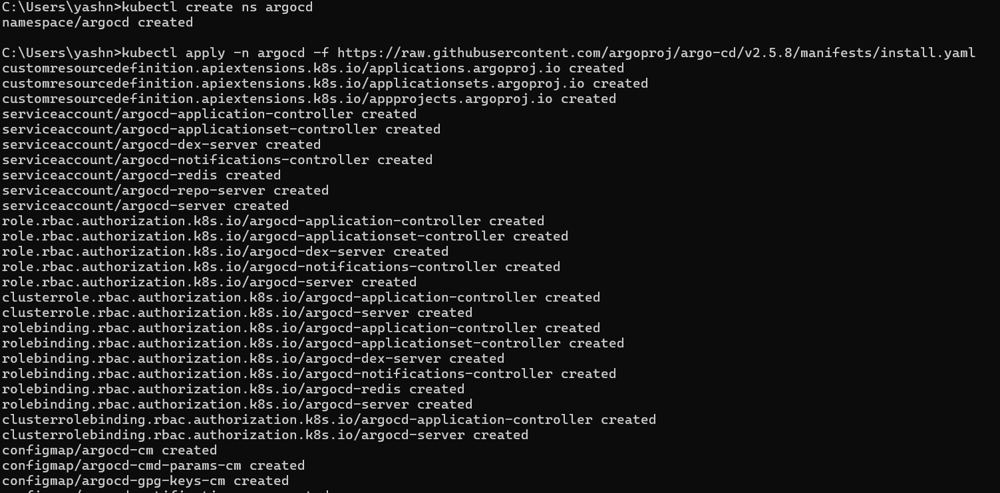 C:\Users\yashn>kubectl create ns argocd
namespace/argocd created
C:\Users\yashn>kubectl apply -n argocd -f https://raw.githubusercontent.com/argoproj/argo-cd/v2.5.8/manifests/install.yaml
customresourcedefinition.apiextensions.k8s.io/applications.argoproj.io created
customresourcedefinition.apiextensions.k8s.io/applicationsets.argoproj.io created
customresourcedefinition.apiextensions.k8s.io/appprojects.argoproj.io created
serviceaccount/argocd-application-controller created
serviceaccount/argocd-applicationset-controller created
serviceaccount/argocd-dex-server created
serviceaccount/argocd-notifications-controller created
serviceaccount/argocd-redis created
serviceaccount/argocd-repo-server created
serviceaccount/argocd-server created
role.rbac.authorization.k8s.io/argocd-application-controller created
role.rbac.authorization.k8s.io/argocd-applicationset-controller created
role.rbac.authorization.k8s.io/argocd-dex-server created
role.rbac.authorization.k8s.io/argocd-notifications-controller created
role.rbac.authorization.k8s.io/argocd-server created
clusterrole.rbac.authorization.k8s.io/argocd-application-controller created
clusterrole.rbac.authorization.k8s.io/argocd-server created
rolebinding.rbac.authorization.k8s.io/argocd-application-controller created
rolebinding.rbac.authorization.k8s.io/argocd-applicationset-controller created
rolebinding.rbac.authorization.k8s.io/argocd-dex-server created
rolebinding.rbac.authorization.k8s.io/argocd-notifications-controller created
rolebinding.rbac.authorization.k8s.io/argocd-redis created
rolebinding.rbac.authorization.k8s.io/argocd-server created
clusterrolebinding.rbac.authorization.k8s.io/argocd-application-controller created
clusterrolebinding.rbac.authorization.k8s.io/argocd-server created
configmap/argocd-cm created
configmap/argocd-cmd-params-cm created
configmap/argocd-gpg-keys-cm created